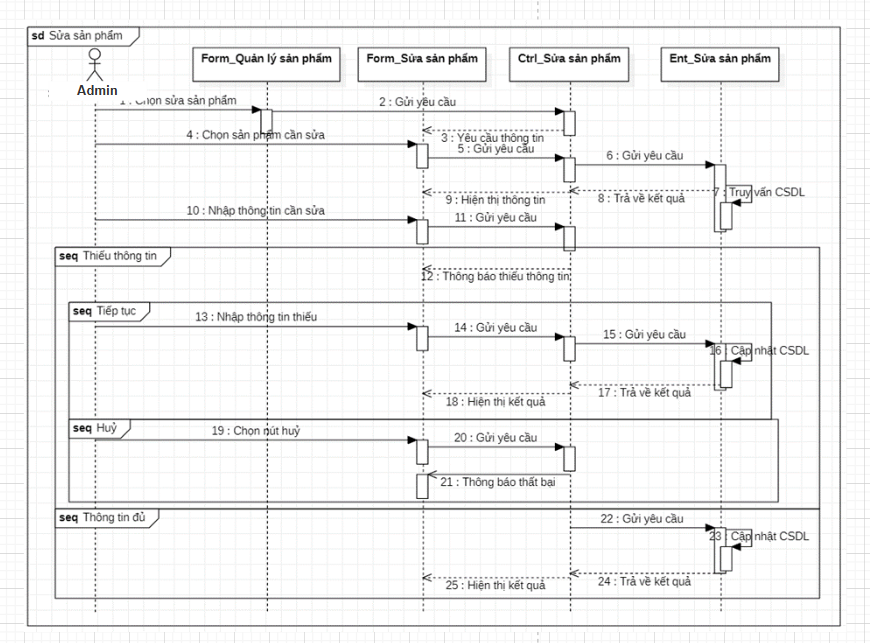 sd Sửa sản phẩm
Admin
Form_Quản lý sản phẩm
Form_Sửa sản phẩm
Ctrl_Sửa sản phẩm
Ent_Sửa sản phẩm
1 : Chọn sửa sản phẩm
2 : Gửi yêu cầu
3 : Yêu cầu thông tin
4 : Chọn sản phẩm cần sửa
5 : Gửi yêu cầu
6 : Gửi yêu cầu
7 : Truy vấn CSDL
8 : Trả về kết quả
9 : Hiện thị thông tin
10 : Nhập thông tin cần sửa
11 : Gửi yêu cầu
seq Thiếu thông tin
12 : Thông báo thiếu thông tin
seq Tiếp tục
13 : Nhập thông tin thiếu
14 : Gửi yêu cầu
15 : Gửi yêu cầu
16 : Cập nhật CSDL
17 : Trả về kết quả
18 : Hiện thị kết quả
seq Huỷ
19 : Chọn nút huỷ
20 : Gửi yêu cầu
21 : Thông báo thất bại
seq Thông tin đủ
22 : Gửi yêu cầu
23 : Cập nhật CSDL
24 : Trả về kết quả
25 : Hiện thị kết quả